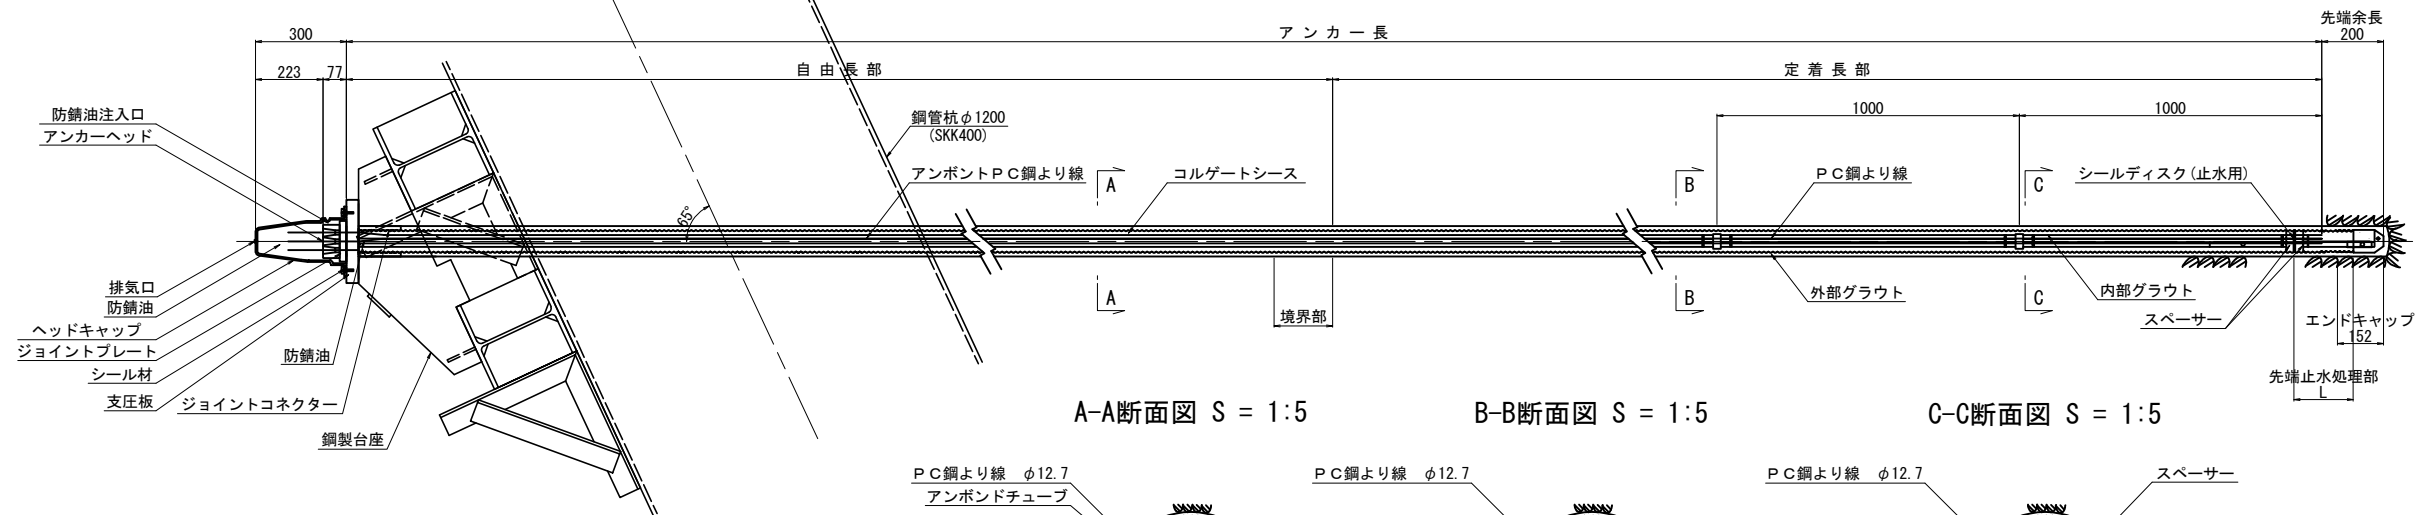 先端余長
300
アンカー長
200
223
77
自由長部
定着長部
防錆油注入口
アンカーヘッド
鋼管杭φ1200
(SKK400)
1000
1000
アンボントPC鋼より線
A
コルゲートシース
B
PC鋼より線
C
シールディスク(止水用)
65°
排気口
防錆油
ヘッドキャップ
ジョイントプレート
シール材
支圧板
防錆油
ジョイントコネクター
鋼製台座
A
境界部
B
外部グラウト
C
内部グラウト
スペーサー
エンドキャップ
152
先端止水処理部
L
A-A断面図 S = 1:5
B-B断面図 S = 1:5
C-C断面図 S = 1:5
PC鋼より線 φ12.7
アンボンドチューブ
PC鋼より線 φ12.7
PC鋼より線 φ12.7
スペーサー